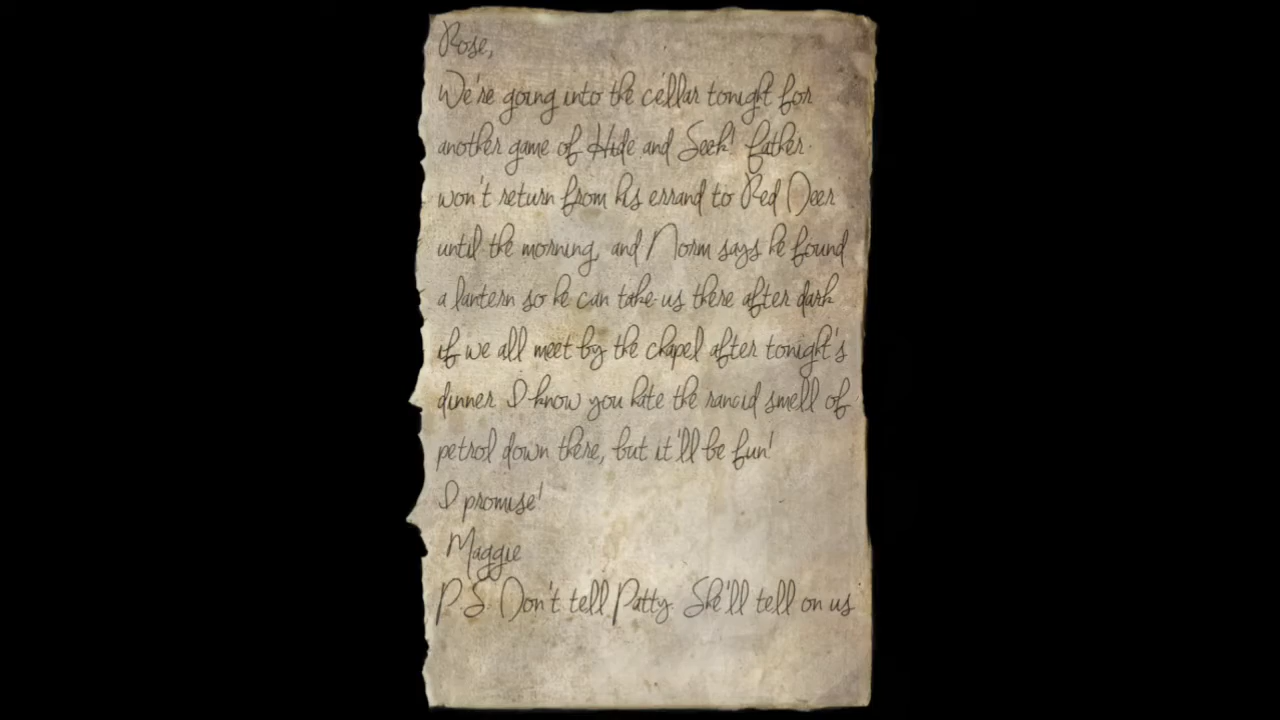 Rose,
We're going into the cellar tonight for
another game of Hide and Seek! Father
won't return from his errand to Red Deer
until the morning, and Norm says he found
a lantern so he can take us there after dark
if we all meet by the chapel after tonight's
dinner. I know you hate the rancid smell of
petrol down there, but it'll be fun!
I promise!
Maggie
P.S. Don't tell Patty. She'll tell on us.